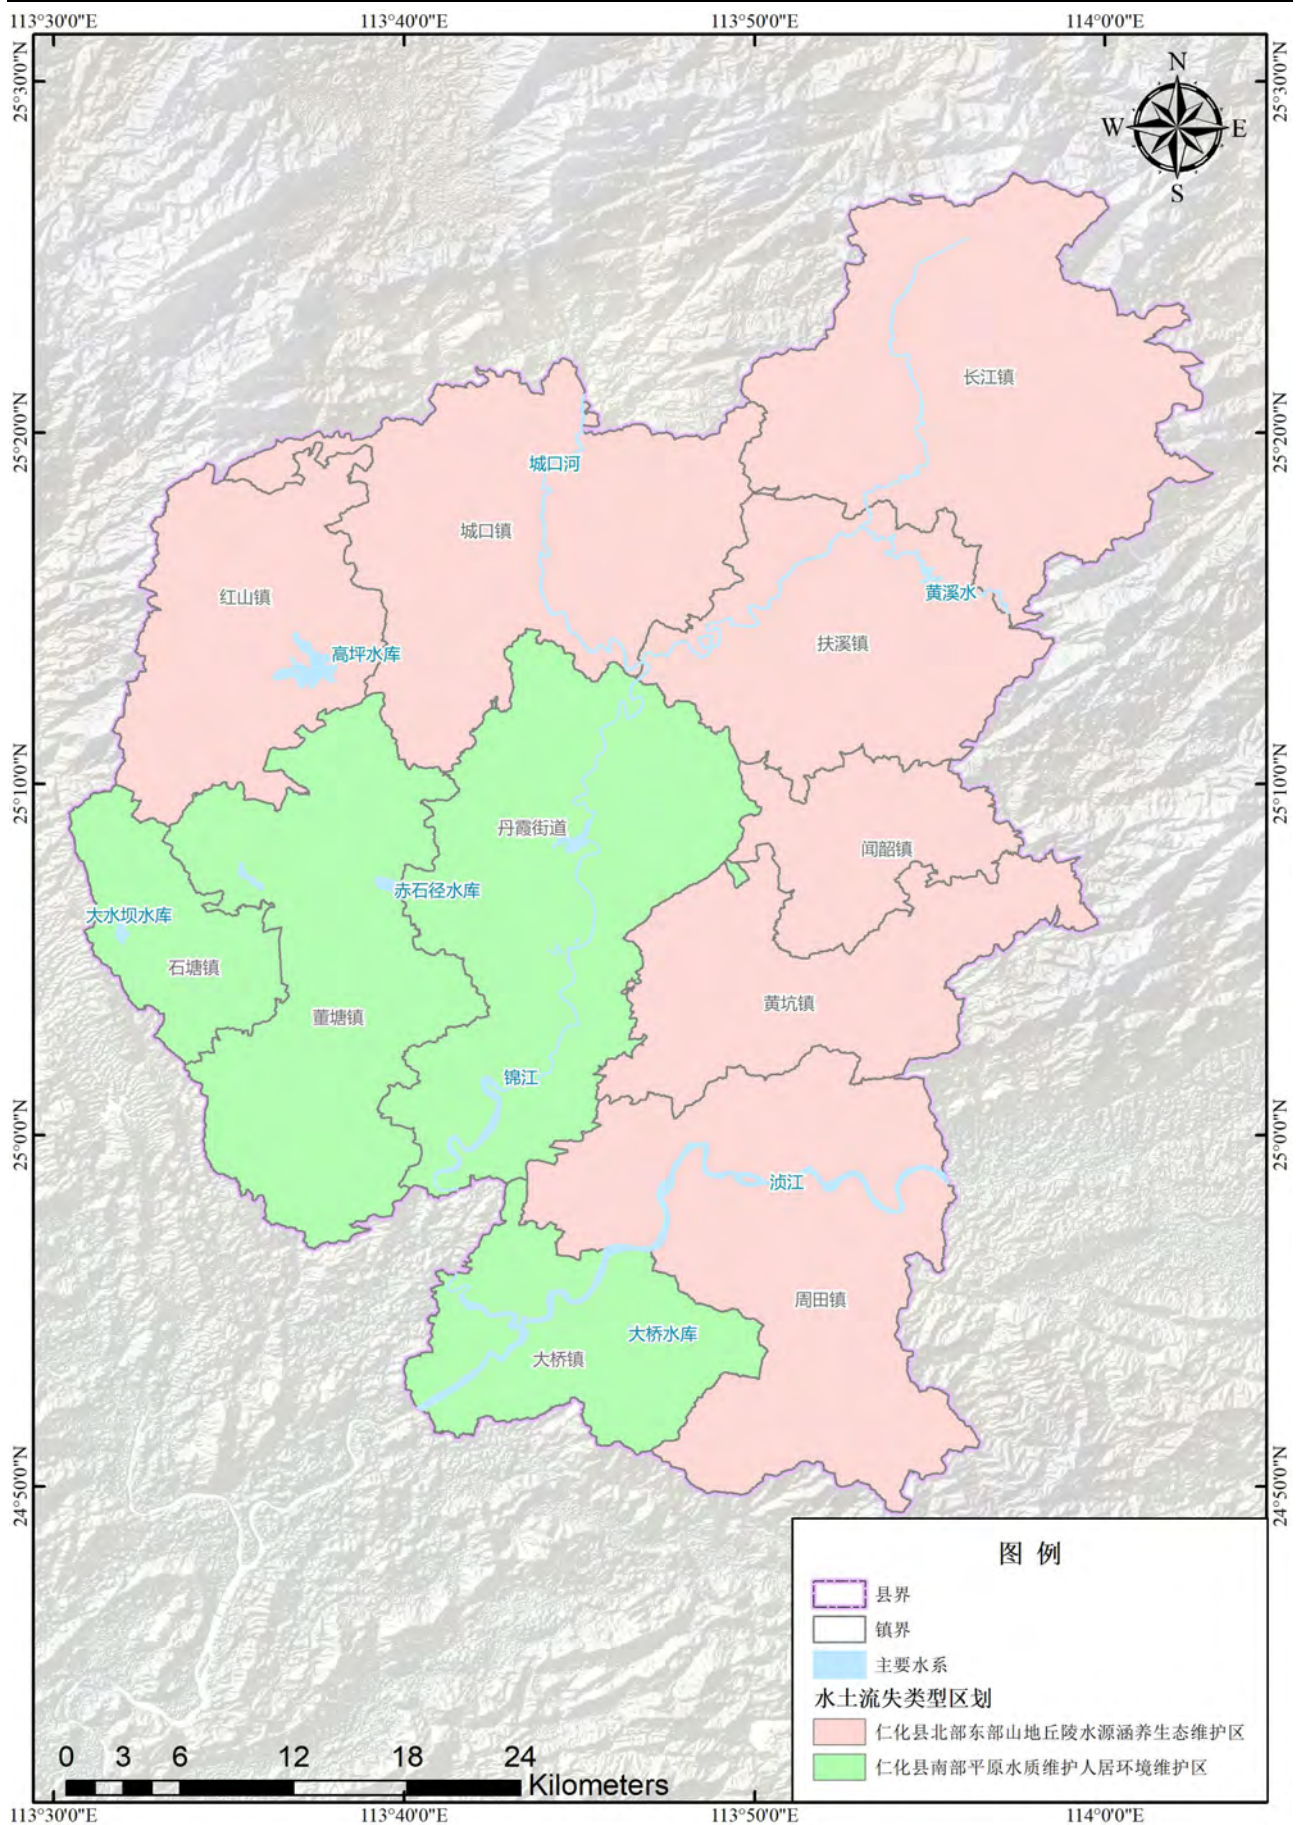 113°30'0"E
113°40'0"E
113°50'0"E
114°0'0"E
25°30'0"N
25°30'0"N
N
W
E
S
长江镇
25°20'0"N
25°20'0"N
城口河
城口镇
红山镇
黄溪水
扶溪镇
高坪水库
25°10'0"N
25°10'0"N
丹霞街道
闻韶镇
赤石径水库
大水坝水库
石塘镇
黄坑镇
董塘镇
锦江
25°0'0"N
25°0'0"N
浈江
周田镇
大桥水库
大桥镇
24°50'0"N
24°50'0"N
图 例
县界
镇界
主要水系
水土流失类型区划
仁化县北部东部山地丘陵水源涵养生态维护区
仁化县南部平原水质维护人居环境维护区
0 3 6 12 18 24
Kilometers
113°30'0"E
113°40'0"E
113°50'0"E
114°0'0"E